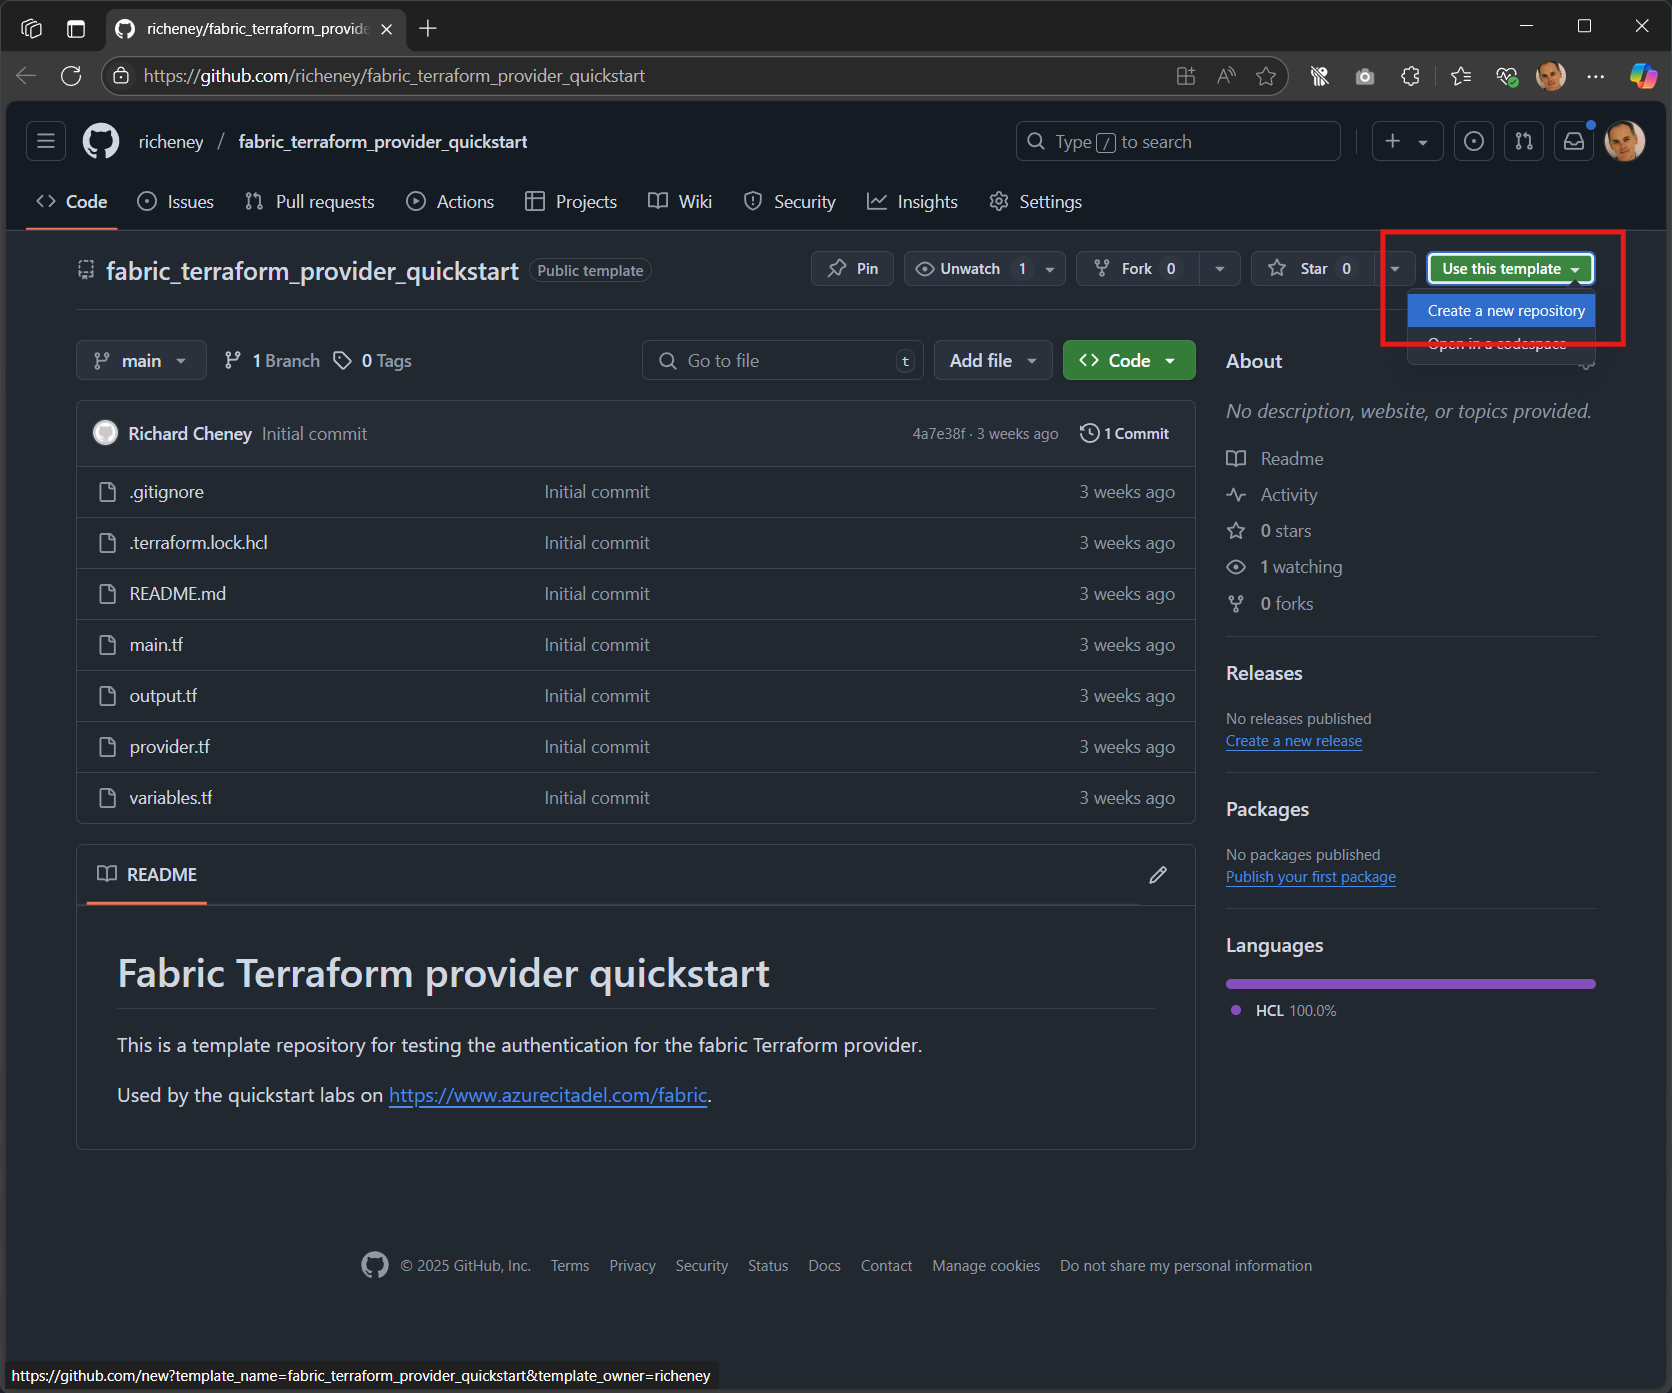 richeney/fabric_terraform_provide
https://github.com/richeney/fabric_terraform_provider_quickstart
richeney / fabric_terraform_provider_quickstart
Type / to search
Code
Issues
Pull requests
Actions
Projects
Wiki
Security
Insights
Settings
fabric_terraform_provider_quickstart
Public template
Pin
Unwatch 1
Fork 0
Star 0
Use this template
Create a new repository
Open in a codespace
main
1 Branch
0 Tags
Go to file
t
Add file
Code
Richard Cheney Initial commit
4a7e38f · 3 weeks ago
1 Commit
.gitignore Initial commit 3 weeks ago
.terraform.lock.hcl Initial commit 3 weeks ago
README.md Initial commit 3 weeks ago
main.tf Initial commit 3 weeks ago
output.tf Initial commit 3 weeks ago
provider.tf Initial commit 3 weeks ago
variables.tf Initial commit 3 weeks ago
README
Fabric Terraform provider quickstart
This is a template repository for testing the authentication for the fabric Terraform provider.
Used by the quickstart labs on https://www.azurecitadel.com/fabric.
About
No description, website, or topics provided.
Readme
Activity
0 stars
1 watching
0 forks
Releases
No releases published
Create a new release
Packages
No packages published
Publish your first package
Languages
HCL 100.0%
© 2025 GitHub, Inc.
Terms
Privacy
Security
Status
Docs
Contact
Manage cookies
Do not share my personal information
https://github.com/new?template_name=fabric_terraform_provider_quickstart&template_owner=richeney